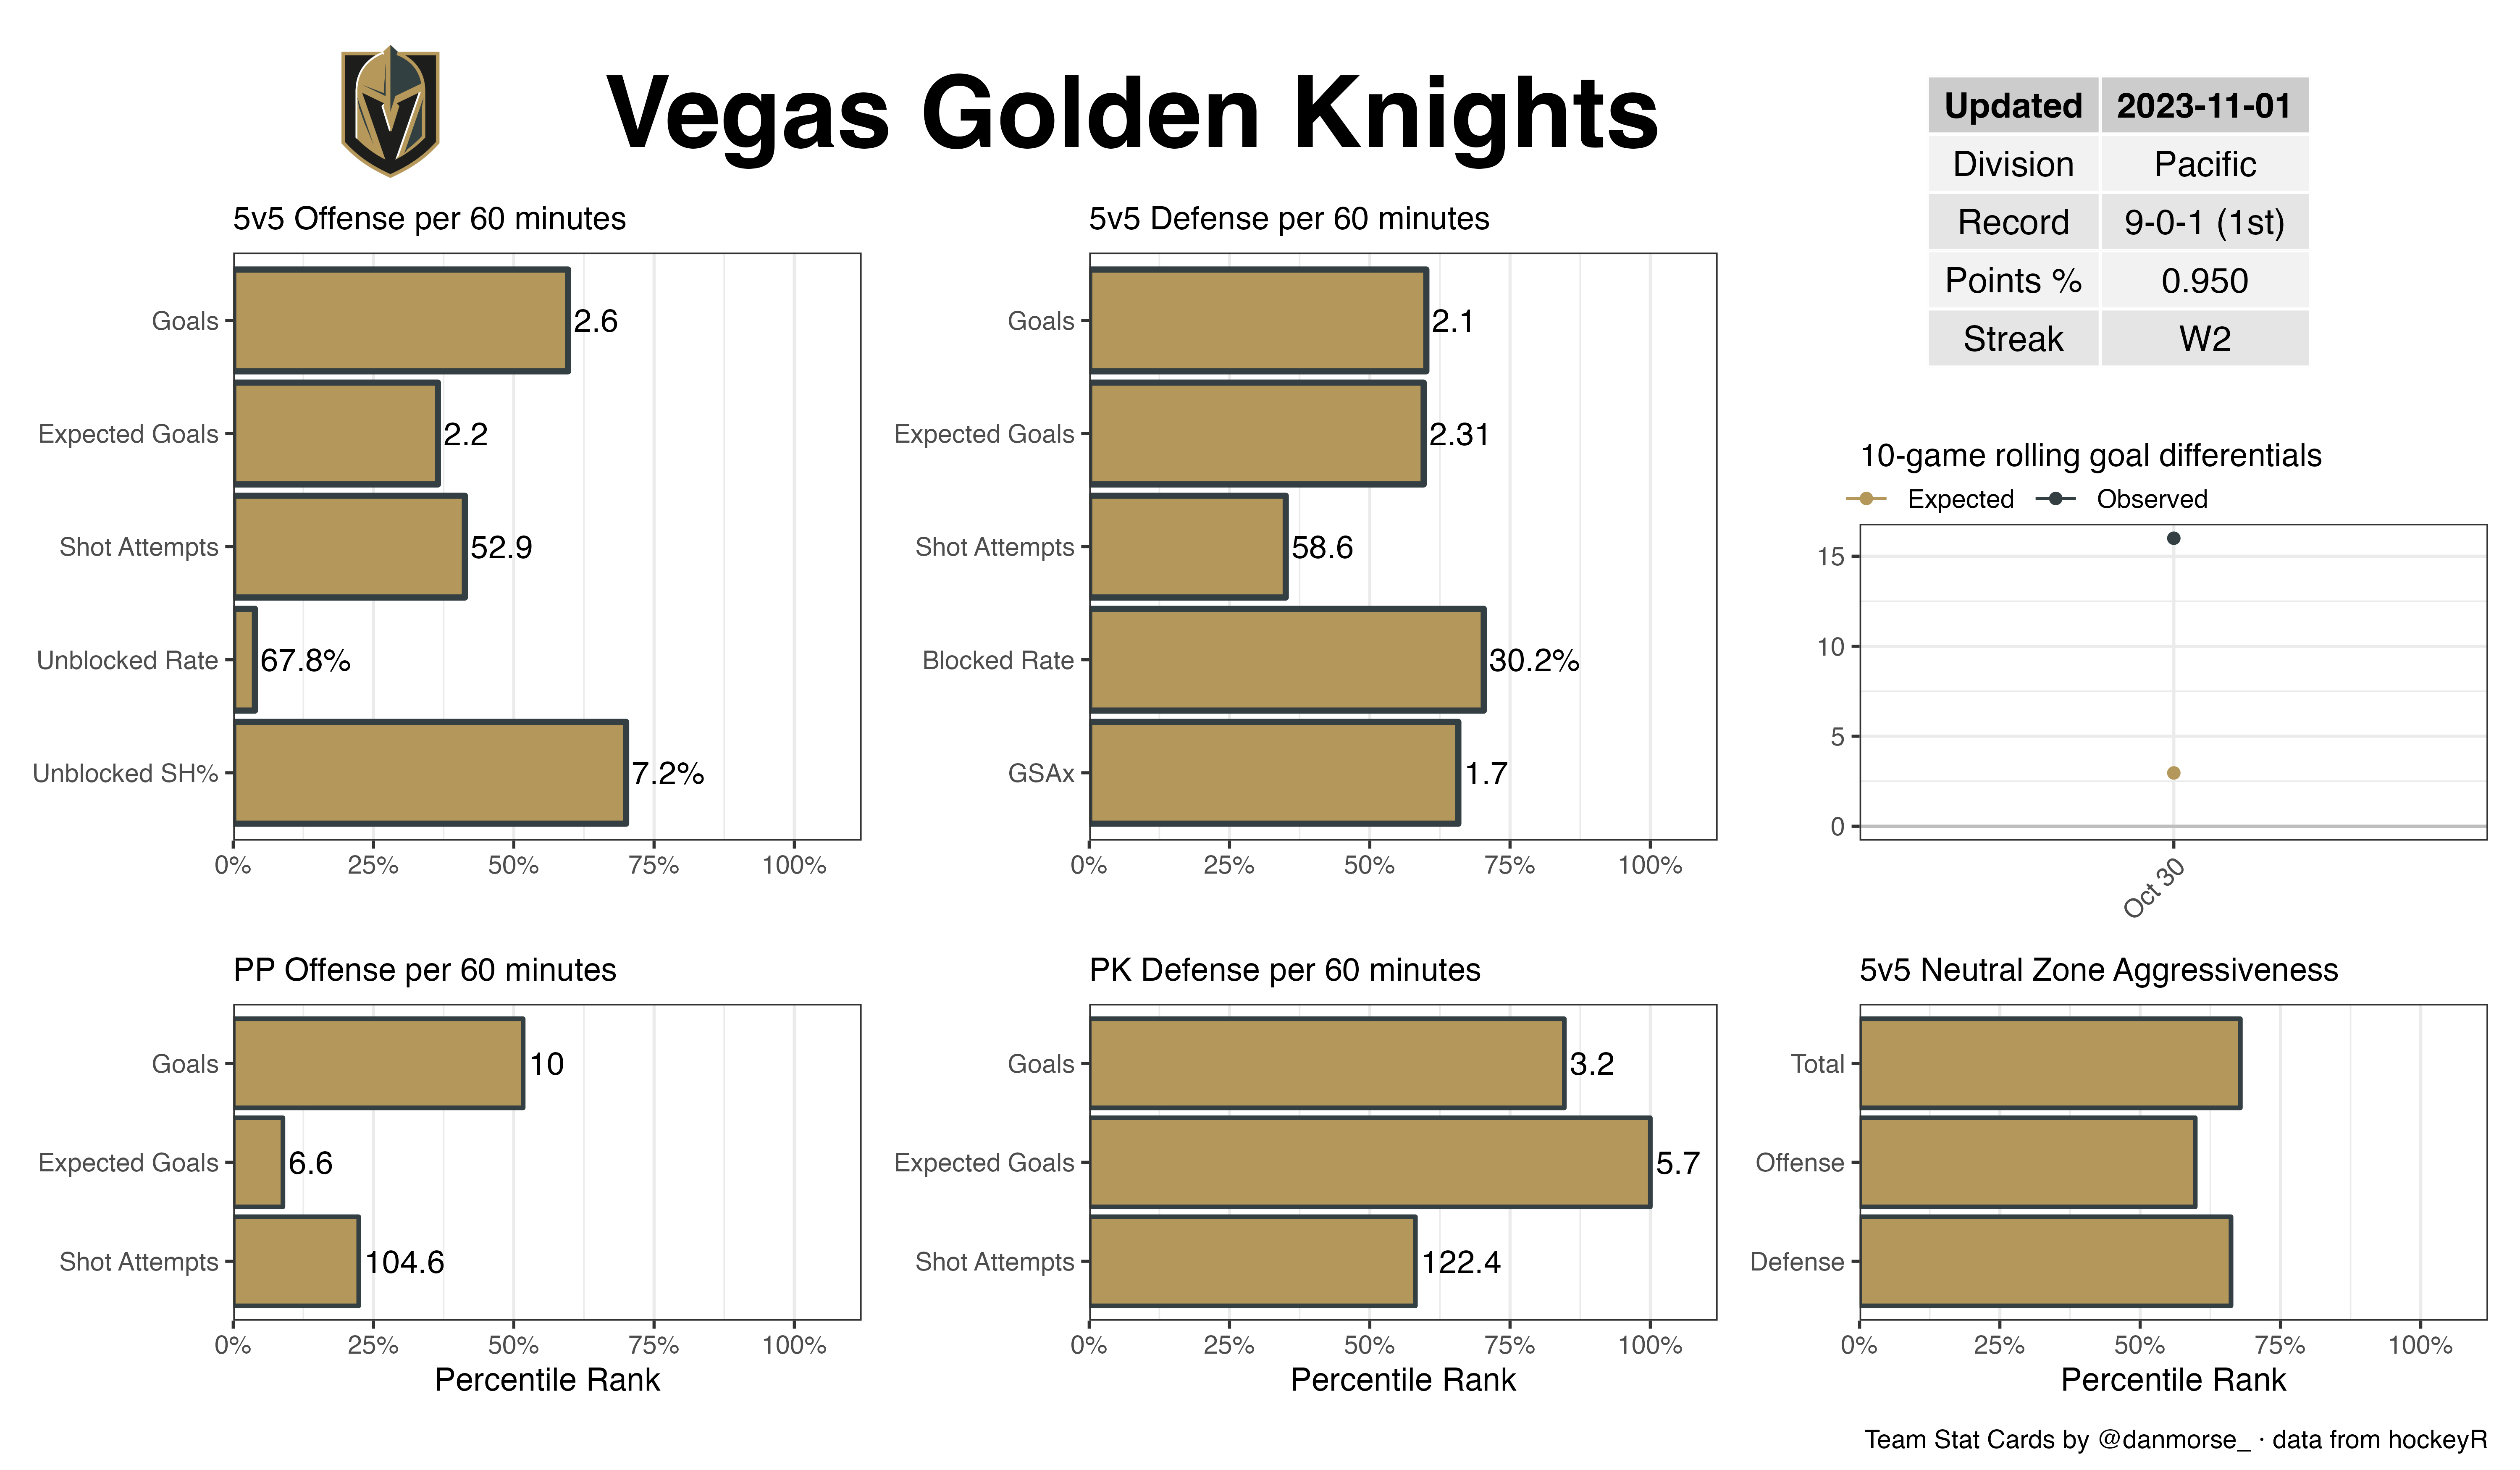 Vegas Golden Knights
Updated 2023-11-01
Division Pacific
Record 9-0-1 (1st)
Points % 0.950
Streak W2
5v5 Offense per 60 minutes
Goals 2.6
Expected Goals 2.2
Shot Attempts 52.9
Unblocked Rate 67.8%
Unblocked SH% 7.2%
0% 25% 50% 75% 100%
5v5 Defense per 60 minutes
Goals 2.1
Expected Goals 2.31
Shot Attempts 58.6
Blocked Rate 30.2%
GSAx 1.7
0% 25% 50% 75% 100%
10-game rolling goal differentials
Expected Observed
15
10
5
0
Oct 30
PP Offense per 60 minutes
Goals 10
Expected Goals 6.6
Shot Attempts 104.6
0% 25% 50% 75% 100%
Percentile Rank
PK Defense per 60 minutes
Goals 3.2
Expected Goals 5.7
Shot Attempts 122.4
0% 25% 50% 75% 100%
Percentile Rank
5v5 Neutral Zone Aggressiveness
Total
Offense
Defense
0% 25% 50% 75% 100%
Percentile Rank
Team Stat Cards by @danmorse_ · data from hockeyR